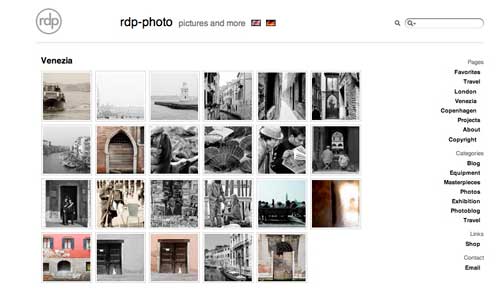 rdp
rdp-photo pictures and more
Venezia
Pages
Favorites
Travel
London
Venezia
Copenhagen
Projects
About
Copyright
Categories
Blog
Equipment
Masterpieces
Photos
Exhibition
Photoblog
Travel
Links
Shop
Contact
Email